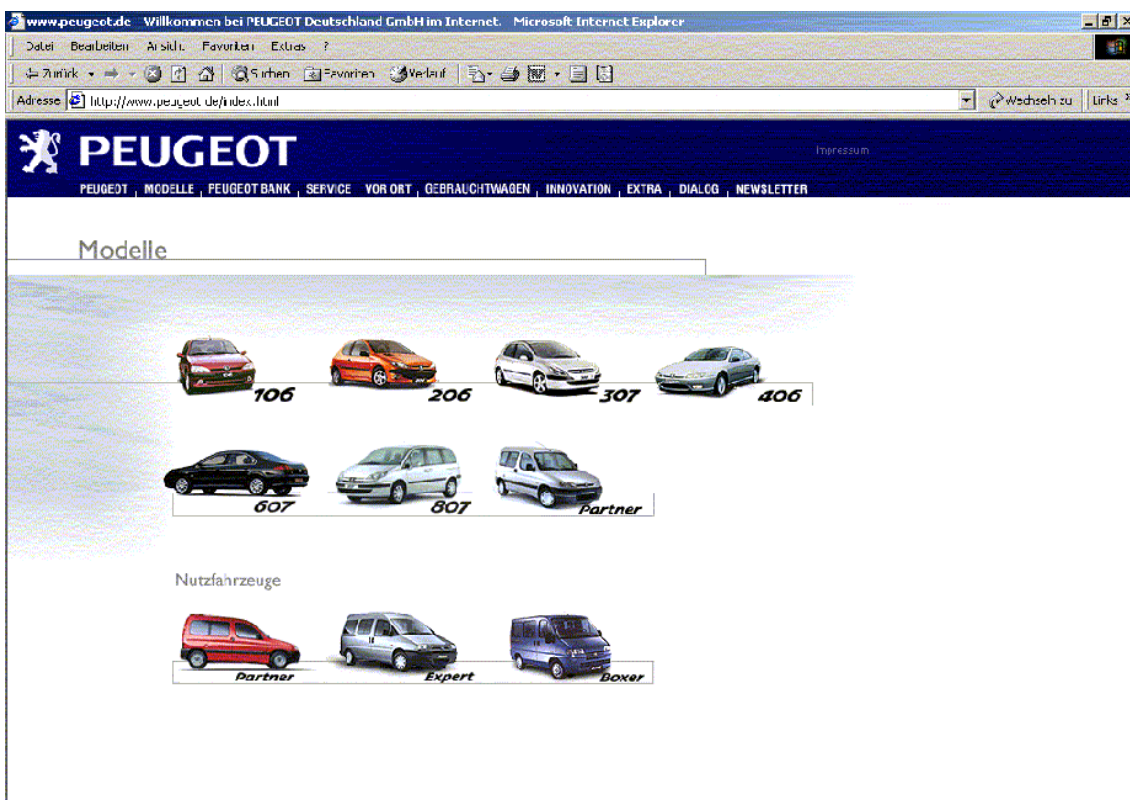 www.peugeot.de Willkommen bei PEUGEOT Deutschland GmbH im Internet. Microsoft Internet Explorer
Datei Bearbeiten Ansicht Favoriten Extras ?
Zurück Suchen Favoriten Verlauf
Adresse http://www.peugeot.de/index.html Wechseln zu Links »
PEUGEOT
Impressum
PEUGEOT MODELLE PEUGEOT BANK SERVICE VOR ORT GEBRAUCHTWAGEN INNOVATION EXTRA DIALOG NEWSLETTER
Modelle
106 206 307 406
607 807 Partner
Nutzfahrzeuge
Partner Expert Boxer